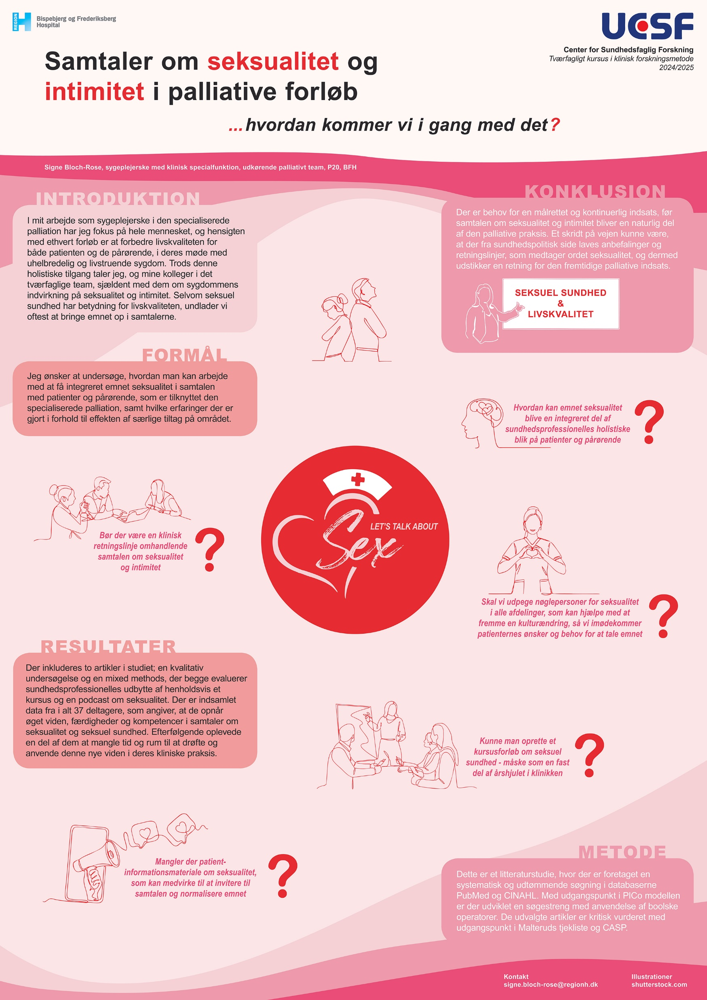 REGION
Bispebjerg og Frederiksberg
Hospital
UCSF
Center for Sundhedsfaglig Forskning
Tværfagligt kursus i klinisk forskningsmetode
2024/2025
Samtaler om seksualitet og
intimitet i palliative forløb
...hvordan kommer vi i gang med det?
Signe Bloch-Rose, sygeplejerske med klinisk specialfunktion, udkørende palliativt team, P20, BFH
INTRODUKTION
I mit arbejde som sygeplejerske i den specialiserede
palliation har jeg fokus på hele mennesket, og hensigten
med ethvert forløb er at forbedre livskvaliteten for
både patienten og de pårørende, i deres møde med
uhelbredelig og livstruende sygdom. Trods denne
holistiske tilgang taler jeg, og mine kolleger i det
tværfaglige team, sjældent med dem om sygdommens
indvirkning på seksualitet og intimitet. Selvom seksuel
sundhed har betydning for livskvaliteten, undlader vi
oftest at bringe emnet op i samtalerne.
KONKLUSION
Der er behov for en målrettet og kontinuerlig indsats, før
samtalen om seksualitet og intimitet bliver en naturlig del
af den palliative praksis. Et skridt på vejen kunne være,
at der fra sundhedspolitisk side laves anbefalinger og
retningslinjer, som medtager ordet seksualitet, og dermed
udstikker en retning for den fremtidige palliative indsats.
SEKSUEL SUNDHED
&
LIVSKVALITET
FORMÅL
Jeg ønsker at undersøge, hvordan man kan arbejde
med at få integreret emnet seksualitet i samtalen
med patienter og pårørende, som er tilknyttet den
specialiserede palliation, samt hvilke erfaringer der er
gjort i forhold til effekten af særlige tiltag på området.
Hvordan kan emnet seksualitet
blive en integreret del af
sundhedsprofessionelles holistiske
blik på patienter og pårørende
?
Bør der være en klinisk
retningslinje omhandlende
samtalen om seksualitet
og intimitet
?
LET'S TALK ABOUT
Sex
Skal vi udpege nøglepersoner for seksualitet
i alle afdelinger, som kan hjælpe med at
fremme en kulturændring, så vi imødekommer
patienternes ønsker og behov for at tale emnet
?
RESULTATER
Der inkluderes to artikler i studiet; en kvalitativ
undersøgelse og en mixed methods, der begge evaluerer
sundhedsprofessionelles udbytte af henholdsvis et
kursus og en podcast om seksualitet. Der er indsamlet
data fra i alt 37 deltagere, som angiver, at de opnår
øget viden, færdigheder og kompetencer i samtaler om
seksualitet og seksuel sundhed. Efterfølgende oplevede
en del af dem at mangle tid og rum til at drøfte og
anvende denne nye viden i deres kliniske praksis.
Kunne man oprette et
kursusforløb om seksuel
sundhed - måske som en fast
del af årshjulet i klinikken
?
Mangler der patient-
informationsmateriale om seksualitet,
som kan medvirke til at invitere til
samtalen og normalisere emnet
?
METODE
Dette er et litteraturstudie, hvor der er foretaget en
systematisk og udtømmende søgning i databaserne
PubMed og CINAHL. Med udgangspunkt i PICo modellen
er der udviklet en søgestreng med anvendelse af boolske
operatorer. De udvalgte artikler er kritisk vurderet med
udgangspunkt i Malteruds tjekliste og CASP.
Kontakt
signe.bloch-rose@regionh.dk
Illustrationer
shutterstock.com